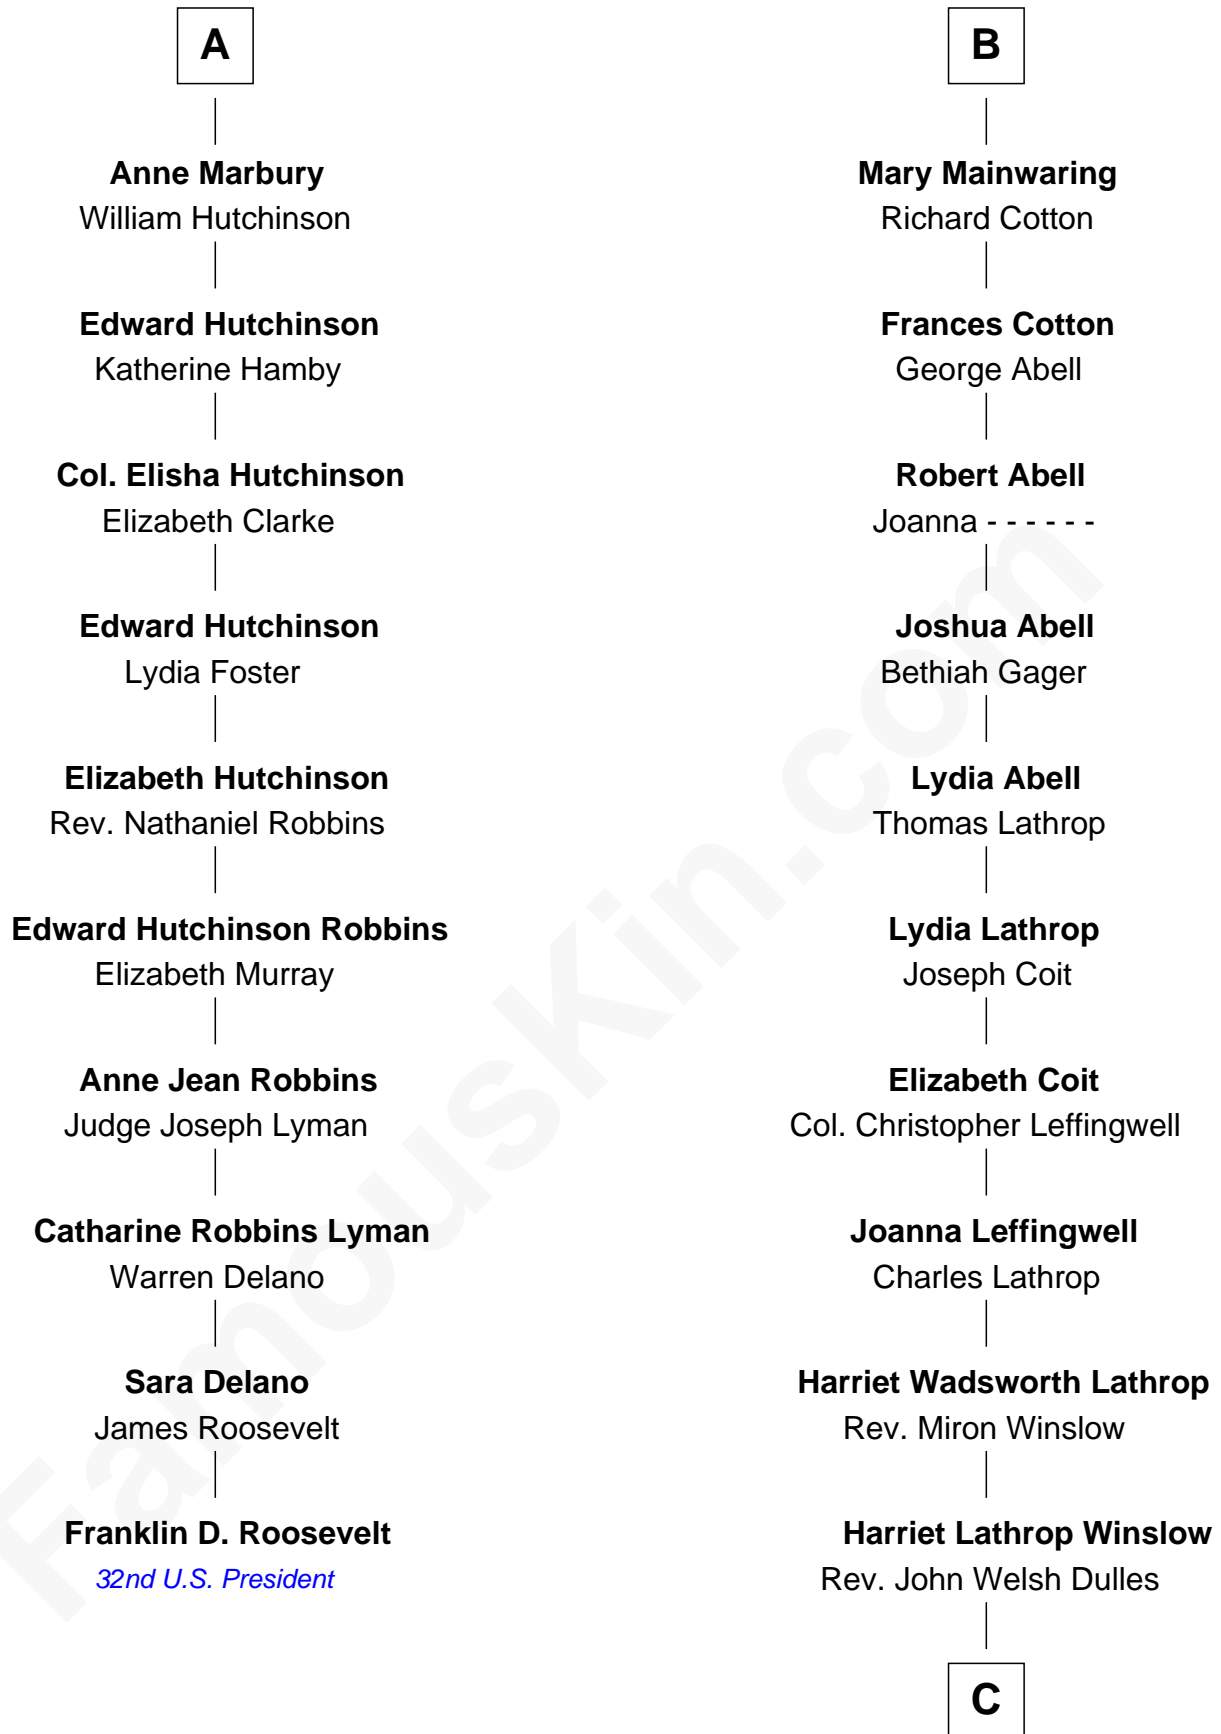 A
Anne Marbury
William Hutchinson
Edward Hutchinson
Katherine Hamby
Col. Elisha Hutchinson
Elizabeth Clarke
Edward Hutchinson
Lydia Foster
Elizabeth Hutchinson
Rev. Nathaniel Robbins
Edward Hutchinson Robbins
Elizabeth Murray
Anne Jean Robbins
Judge Joseph Lyman
Catharine Robbins Lyman
Warren Delano
Sara Delano
James Roosevelt
Franklin D. Roosevelt
32nd U.S. President
B
Mary Mainwaring
Richard Cotton
Frances Cotton
George Abell
Robert Abell
Joanna - - - - - -
Joshua Abell
Bethiah Gager
Lydia Abell
Thomas Lathrop
Lydia Lathrop
Joseph Coit
Elizabeth Coit
Col. Christopher Leffingwell
Joanna Leffingwell
Charles Lathrop
Harriet Wadsworth Lathrop
Rev. Miron Winslow
Harriet Lathrop Winslow
Rev. John Welsh Dulles
C
FamousKin.com